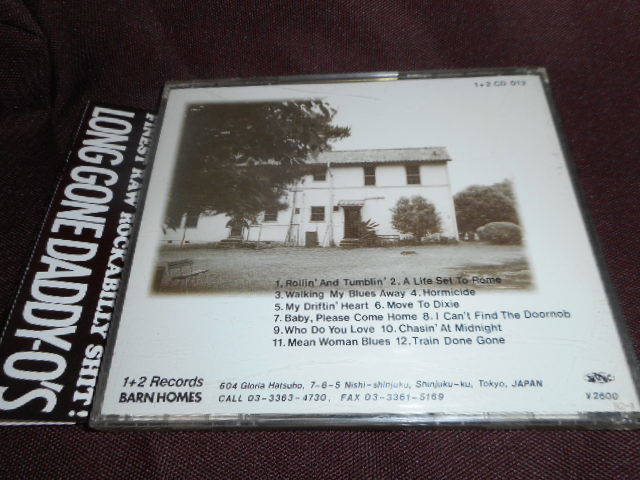 FINEST RAW ROCKABILLY SHIT!
LONG GONE DADDY-O'S
1+2 CD 013
1. Rollin' And Tumblin' 2. A Life Set To Rome
3. Walking My Blues Away 4. Hormicide
5. My Driftin' Heart 6. Move To Dixie
7. Baby, Please Come Home 8. I Can't Find The Doornob
9. Who Do You Love 10. Chasin' At Midnight
11. Mean Woman Blues 12. Train Done Gone
1+2 Records
BARN HOMES
604 Gloria Hatsuho, 7-6-5 Nishi-shinjuku, Shinjuku-ku, Tokyo, JAPAN
CALL 03-3363-4730, FAX 03-3361-5169
¥2600